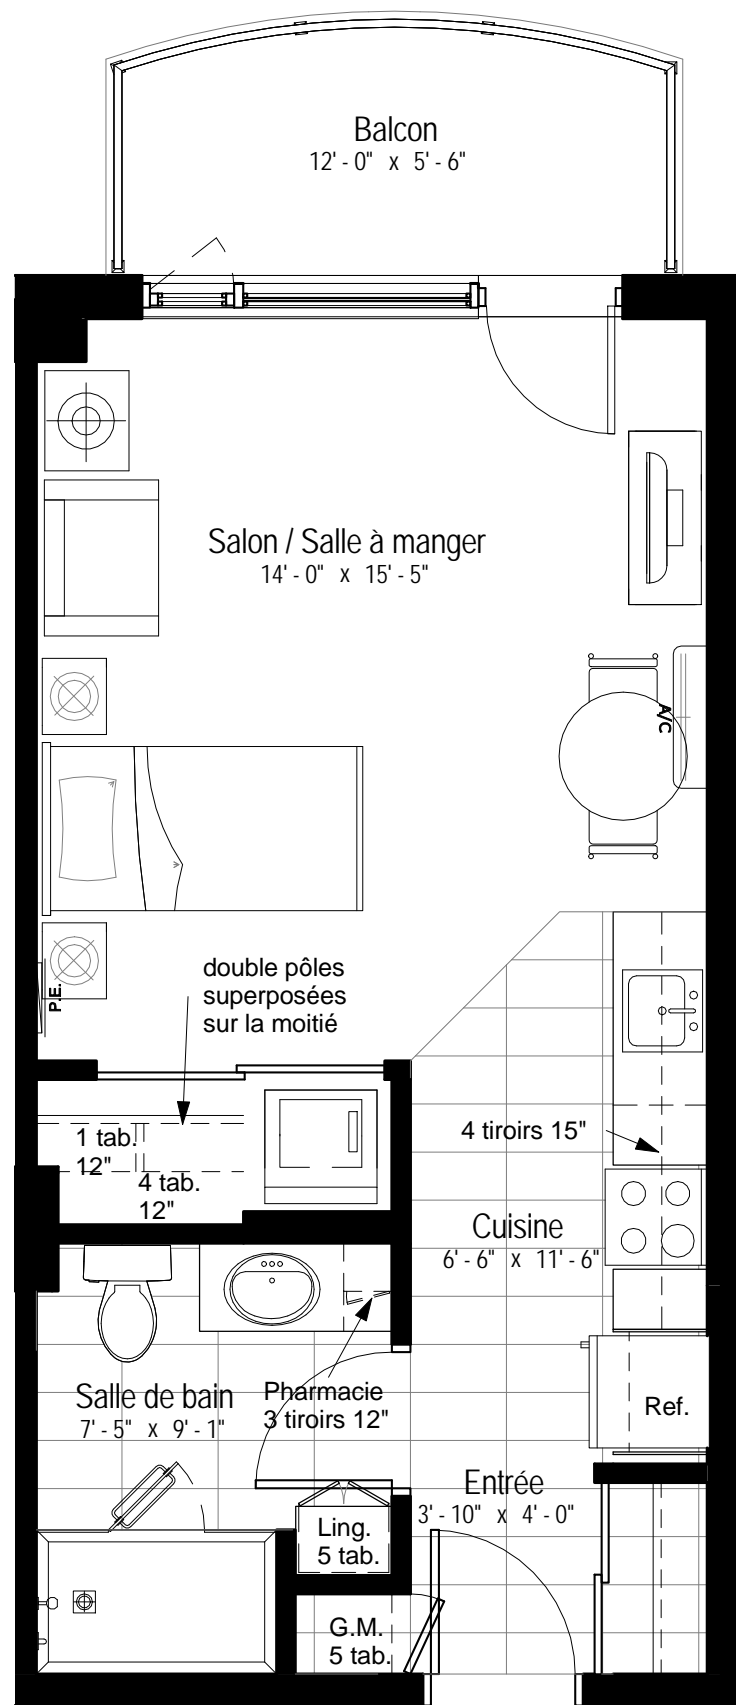 Balcon
12' - 0" x 5' - 6"
Salon / Salle à manger
14' - 0" x 15' - 5"
A/C
P.E.
double pôles
superposées
sur la moitié
1 tab.
12"
4 tab.
12"
4 tiroirs 15"
Cuisine
6' - 6" x 11' - 6"
Salle de bain
7' - 5" x 9' - 1"
Pharmacie
3 tiroirs 12"
Ref.
Entrée
3' - 10" x 4' - 0"
Ling.
5 tab.
G.M.
5 tab.